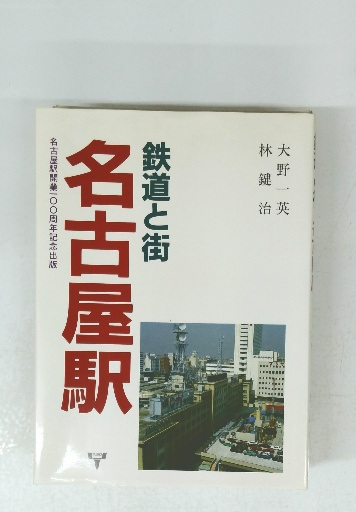 大野一英
林鍵治
鉄道と街
名古屋駅
名古屋駅開業一〇〇周年記念出版